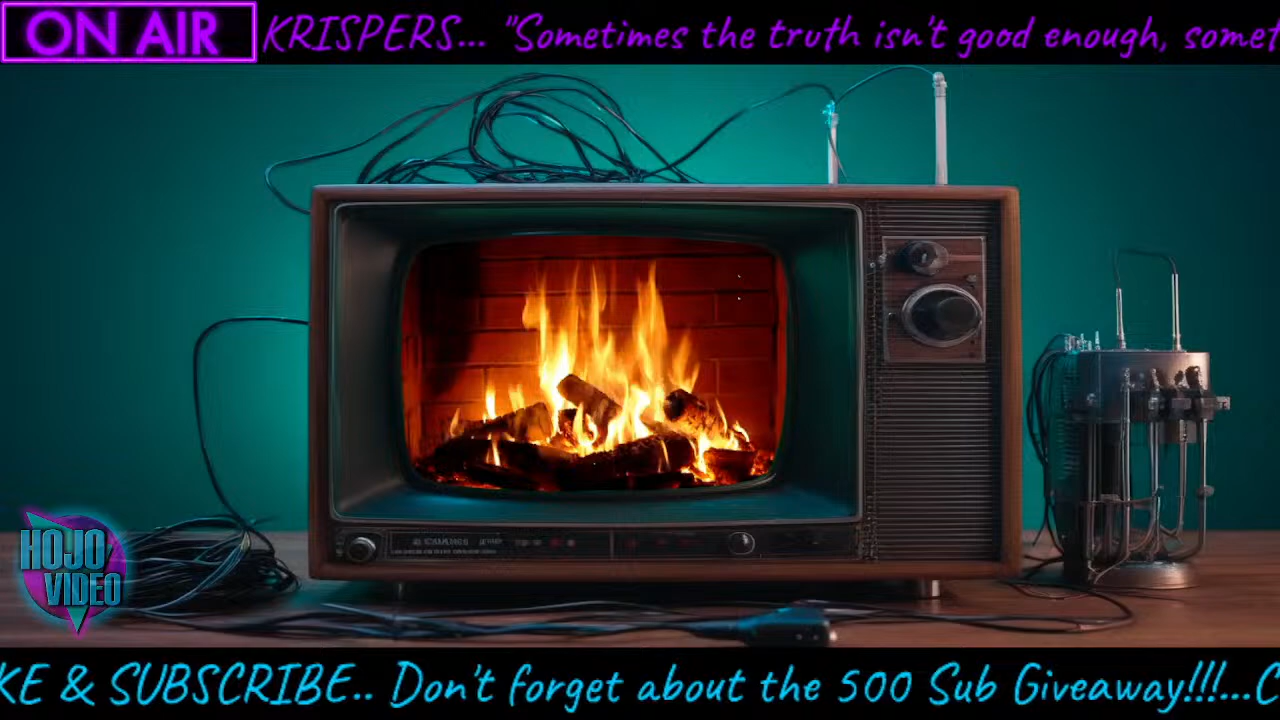 ON AIR
KRISPERS... "Sometimes the truth isn't good enough, somet
HOJO
VIDEO
KE & SUBSCRIBE.. Don't forget about the 500 Sub Giveaway!!!...C